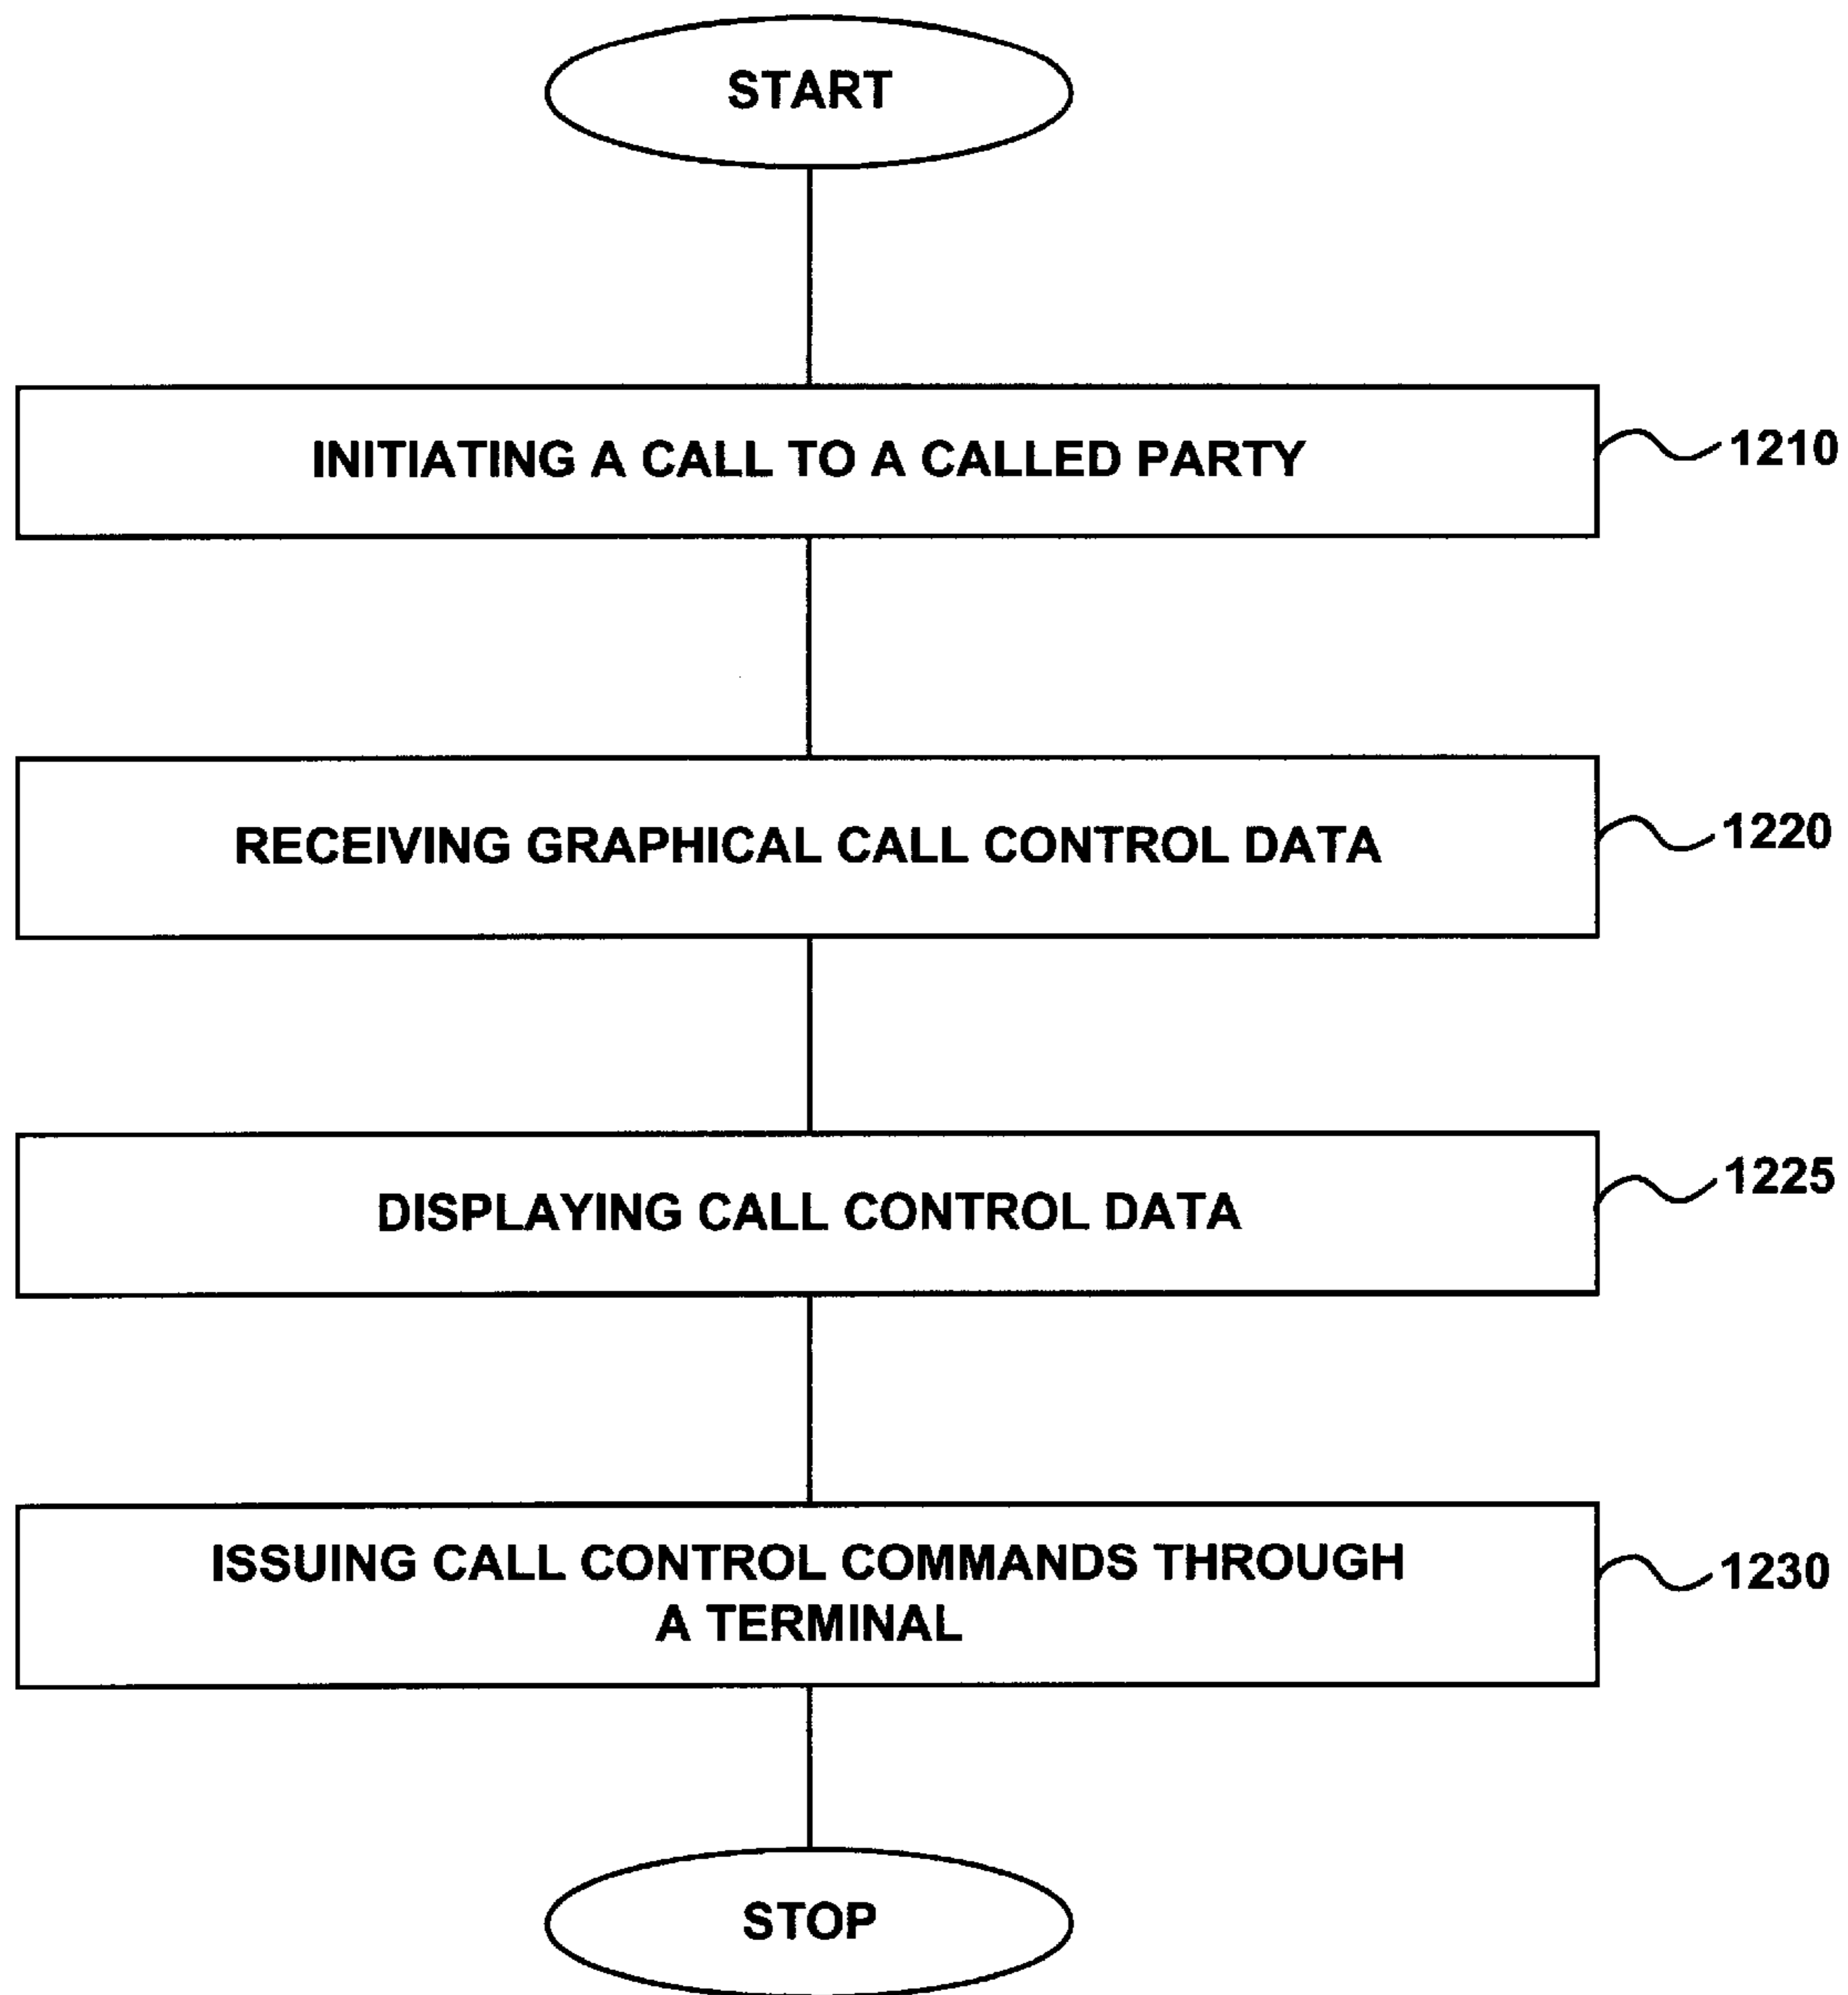 START
INITIATING A CALL TO A CALLED PARTY
1210
RECEIVING GRAPHICAL CALL CONTROL DATA
1220
DISPLAYING CALL CONTROL DATA
1225
ISSUING CALL CONTROL COMMANDS THROUGH
A TERMINAL
1230
STOP